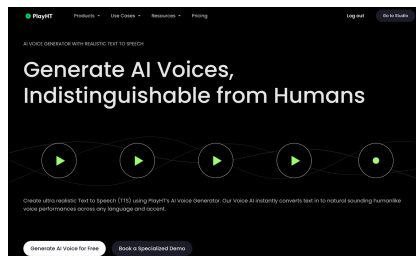 PlayHT
Products
Use Cases
Resources
Pricing
Log out
Go to Studio
AI VOICE GENERATOR WITH REALISTIC TEXT TO SPEECH
Generate AI Voices,
Indistinguishable from Humans
Create ultra realistic Text to Speech (TTS) using PlayHT's AI Voice Generator. Our Voice AI instantly converts text in to natural sounding humanlike
voice performances across any language and accent.
Generate AI Voice for Free
Book a Specialized Demo